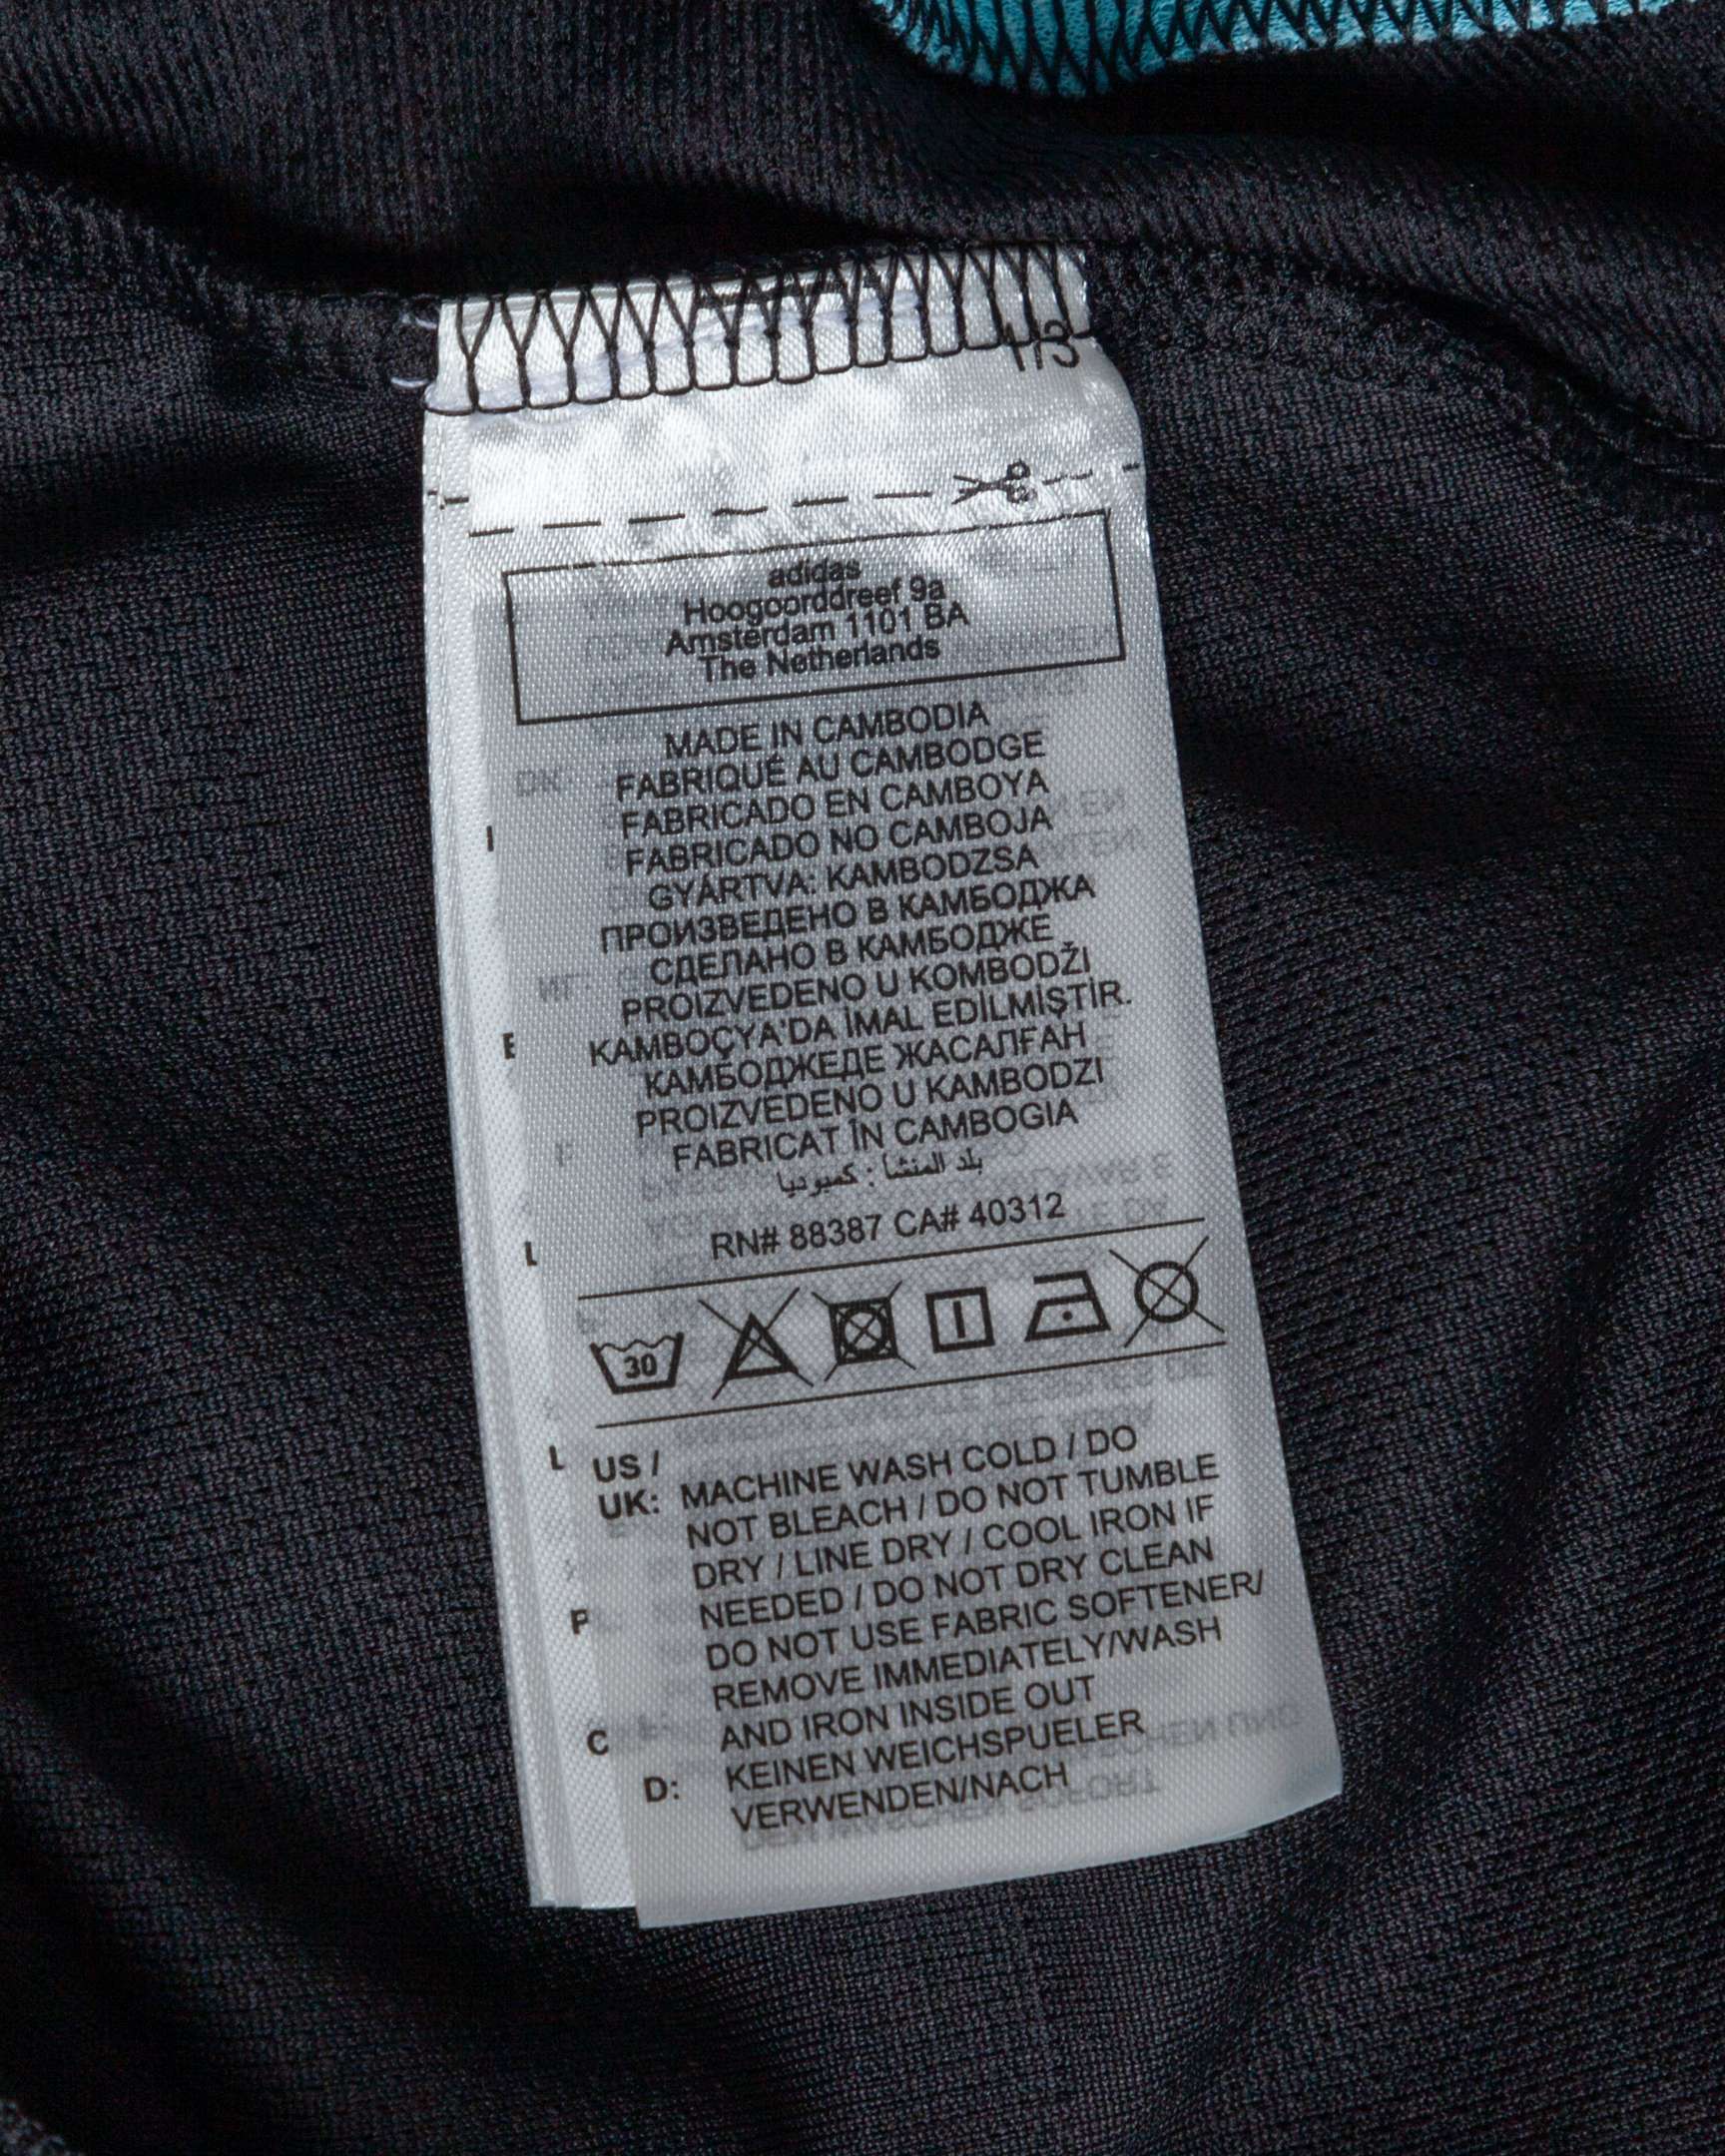 1/3
adidas
Hoogoorddreef 9a
Amsterdam 1101 BA
The Netherlands
MADE IN CAMBODIA
FABRIQUÉ AU CAMBODGE
FABRICADO EN CAMBOYA
FABRICADO NO CAMBOJA
GYÁRTVA: KAMBODZSA
ПРОИЗВЕДЕНО В КАМБОДЖА
СДЕЛАНО В КАМБОДЖЕ
PROIZVEDENO U KOMBODŽI
KAMBOÇYA'DA İMAL EDİLMİŞTİR.
КАМБОДЖЕДЕ ЖАСАЛҒАН
PROIZVEDENO U KAMBODZI
FABRICAT ÎN CAMBOGIA
بلد المنشأ : كمبوديا
RN# 88387 CA# 40312
30
US / UK: MACHINE WASH COLD / DO
NOT BLEACH / DO NOT TUMBLE
DRY / LINE DRY / COOL IRON IF
NEEDED / DO NOT DRY CLEAN
DO NOT USE FABRIC SOFTENER/
REMOVE IMMEDIATELY/WASH
AND IRON INSIDE OUT
D: KEINEN WEICHSPUELER
VERWENDEN/NACH